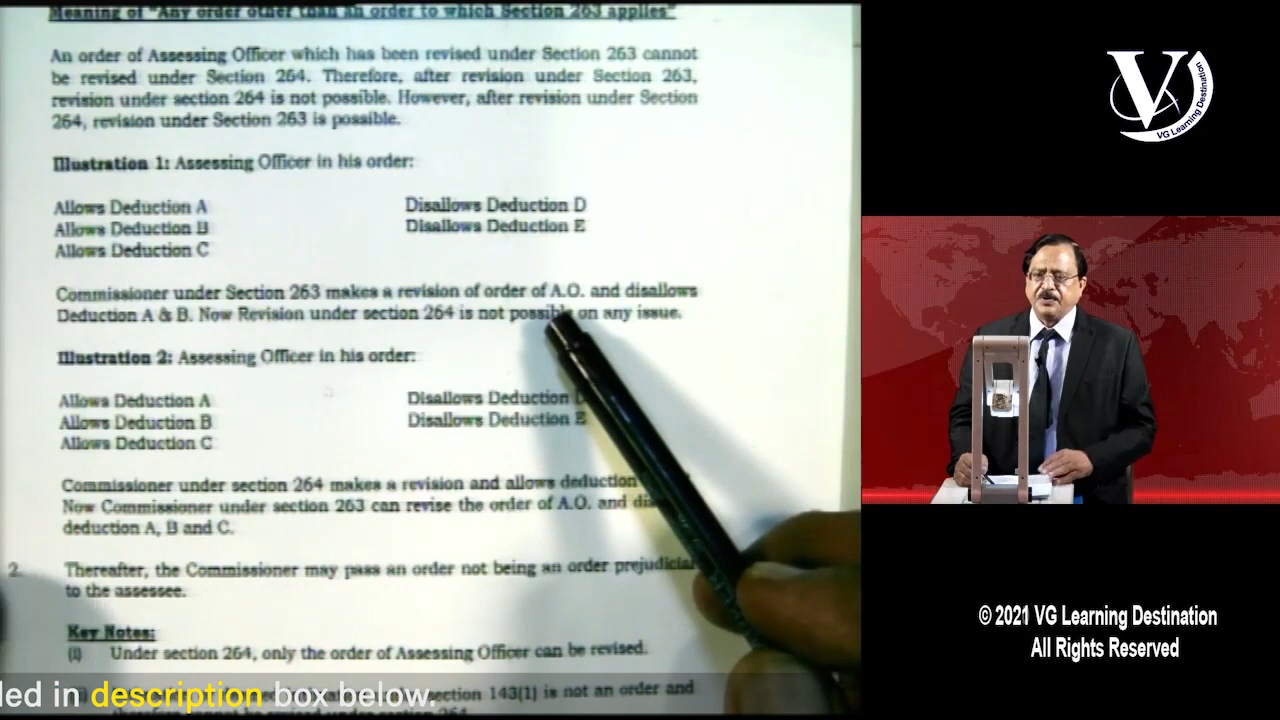 Meaning of "Any order other than an order to which Section 263 applies"
An order of Assessing Officer which has been revised under Section 263 cannot
be revised under Section 264. Therefore, after revision under Section 263,
revision under section 264 is not possible. However, after revision under Section
264, revision under Section 263 is possible.
Illustration 1: Assessing Officer in his order:
Allows Deduction A Disallows Deduction D
Allows Deduction B Disallows Deduction E
Allows Deduction C
Commissioner under Section 263 makes a revision of order of A.O. and disallows
Deduction A & B. Now Revision under section 264 is not possible on any issue.
Illustration 2: Assessing Officer in his order:
Allows Deduction A Disallows Deduction
Allows Deduction B Disallows Deduction E
Allows Deduction C
Commissioner under section 264 makes a revision and allows deduction
Now Commissioner under section 263 can revise the order of A.O. and
deduction A, B and C.
2. Thereafter, the Commissioner may pass an order not being an order prejudicial
to the assessee.
Key Notes:
(i) Under section 264, only the order of Assessing Officer can be revised.
section 143(1) is not an order and
under section 264
led in description box below.
V
VG Learning Destination
© 2021 VG Learning Destination
All Rights Reserved